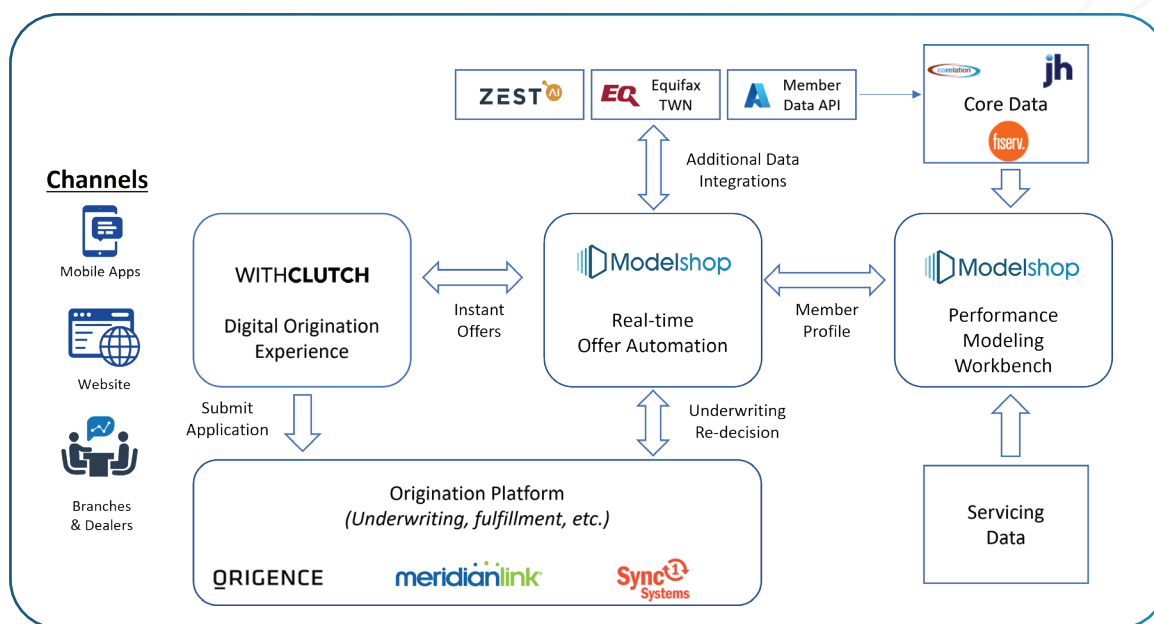 ZEST AI
EQ Equifax
TWN
Member
Data API
corelation
jh
Core Data
fiserv.
Additional Data
Integrations
Channels
Mobile Apps
Website
Branches
& Dealers
WITHCLUTCH
Digital Origination
Experience
Instant
Offers
Modelshop
Real-time
Offer Automation
Member
Profile
Modelshop
Performance
Modeling
Workbench
Submit
Application
Underwriting
Re-decision
Origination Platform
(Underwriting, fulfillment, etc.)
ORIGENCE
meridianlink
Sync1
Systems
Servicing
Data